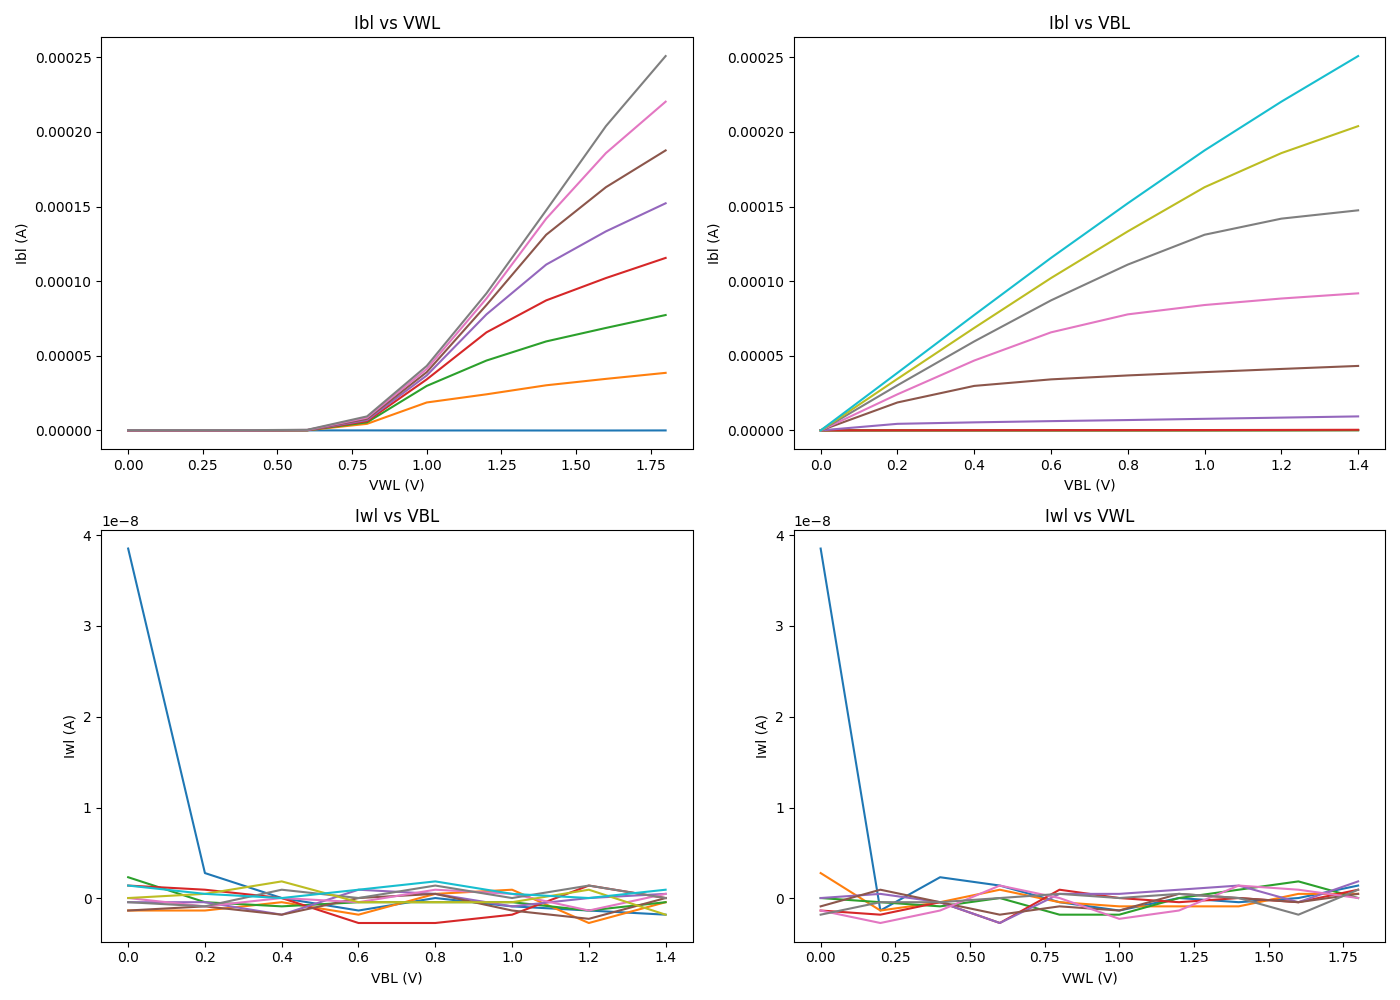 Ibl vs VWL
Ibl (A)
0.00025
0.00020
0.00015
0.00010
0.00005
0.00000
0.00 0.25 0.50 0.75 1.00 1.25 1.50 1.75
VWL (V)
Ibl vs VBL
Ibl (A)
0.00025
0.00020
0.00015
0.00010
0.00005
0.00000
0.0 0.2 0.4 0.6 0.8 1.0 1.2 1.4
VBL (V)
Iwl vs VBL
1e−8
Iwl (A)
4
3
2
1
0
0.0 0.2 0.4 0.6 0.8 1.0 1.2 1.4
VBL (V)
Iwl vs VWL
1e−8
Iwl (A)
4
3
2
1
0
0.00 0.25 0.50 0.75 1.00 1.25 1.50 1.75
VWL (V)